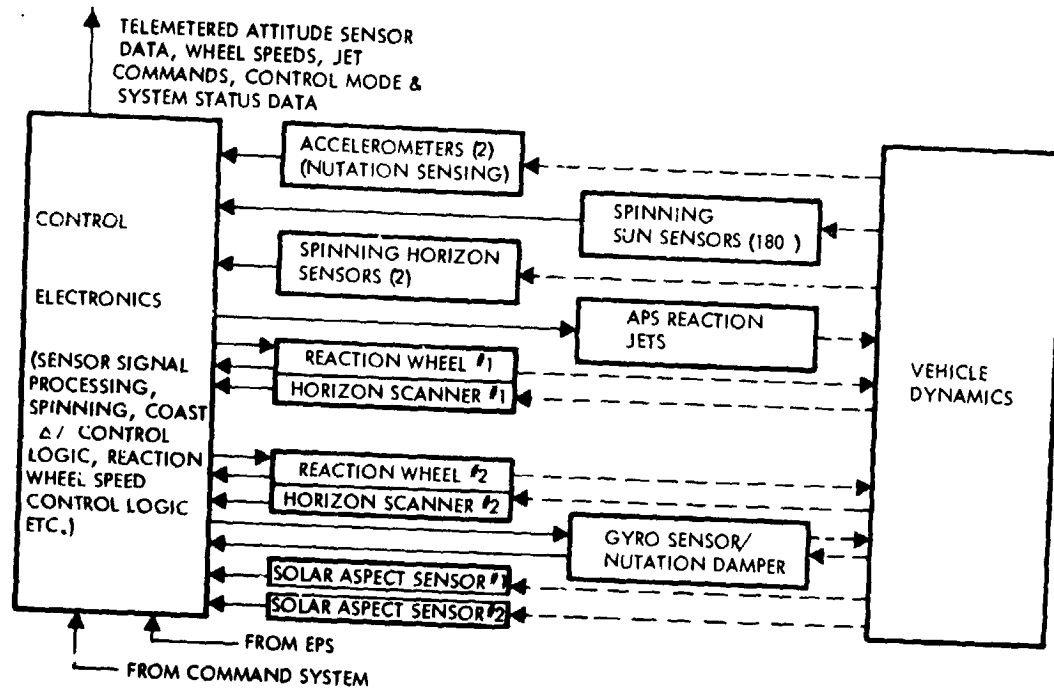 TELEMETERED ATTITUDE SENSOR
DATA, WHEEL SPEEDS, JET
COMMANDS, CONTROL MODE &
SYSTEM STATUS DATA
CONTROL
ELECTRONICS
(SENSOR SIGNAL
PROCESSING,
SPINNING, COAST
CONTROL
LOGIC, REACTION
WHEEL SPEED
CONTROL LOGIC
ETC.)
ACCELEROMETERS (2)
(NUTATION SENSING)
SPINNING
SUN SENSORS (180 )
SPINNING HORIZON
SENSORS (2)
APS REACTION
JETS
REACTION WHEEL #1
HORIZON SCANNER #1
REACTION WHEEL #2
HORIZON SCANNER #2
GYRO SENSOR/
NUTATION DAMPER
SOLAR ASPECT SENSOR #1
SOLAR ASPECT SENSOR #2
VEHICLE
DYNAMICS
FROM EPS
FROM COMMAND SYSTEM